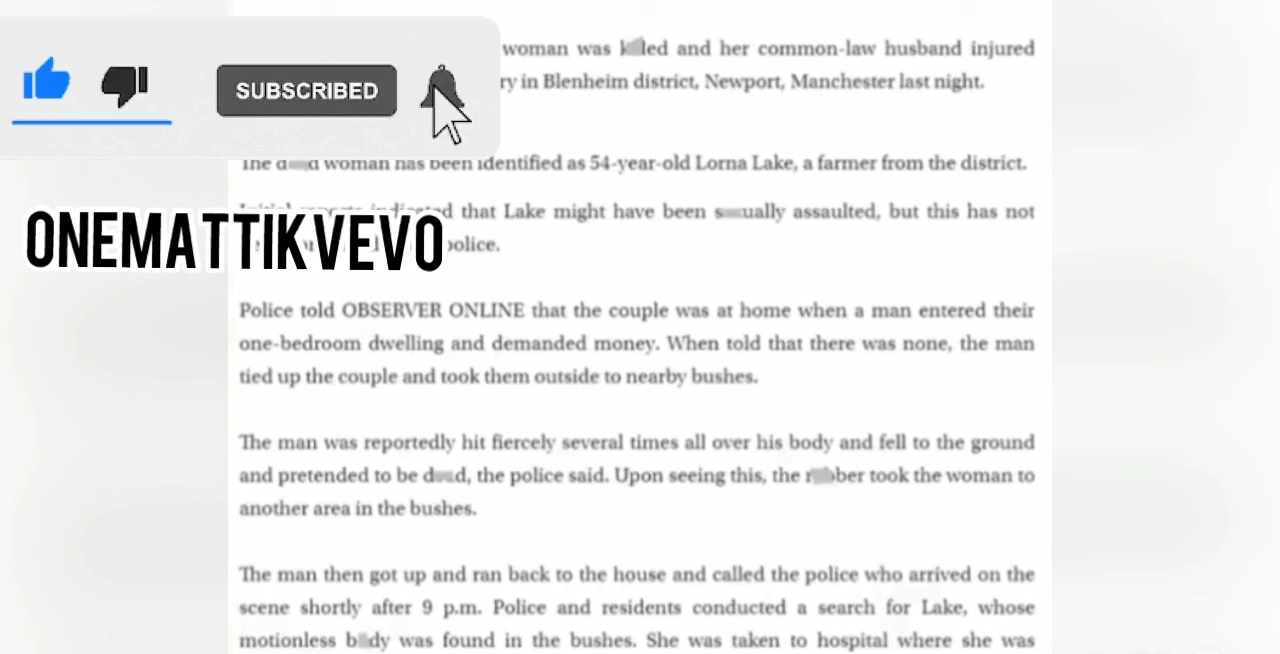 woman was killed and her common-law husband injured
SUBSCRIBED
ry in Blenheim district, Newport, Manchester last night.
The d d woman has been identified as 54-year-old Lorna Lake, a farmer from the district.
that Lake might have been s ually assaulted, but this has not
ONEMATTIKVEVO
police.
Police told OBSERVER ONLINE that the couple was at home when a man entered their
one-bedroom dwelling and demanded money. When told that there was none, the man
tied up the couple and took them outside to nearby bushes.
The man was reportedly hit fiercely several times all over his body and fell to the ground
and pretended to be d d, the police said. Upon seeing this, the r ber took the woman to
another area in the bushes.
The man then got up and ran back to the house and called the police who arrived on the
scene shortly after 9 p.m. Police and residents conducted a search for Lake, whose
motionless b dy was found in the bushes. She was taken to hospital where she was